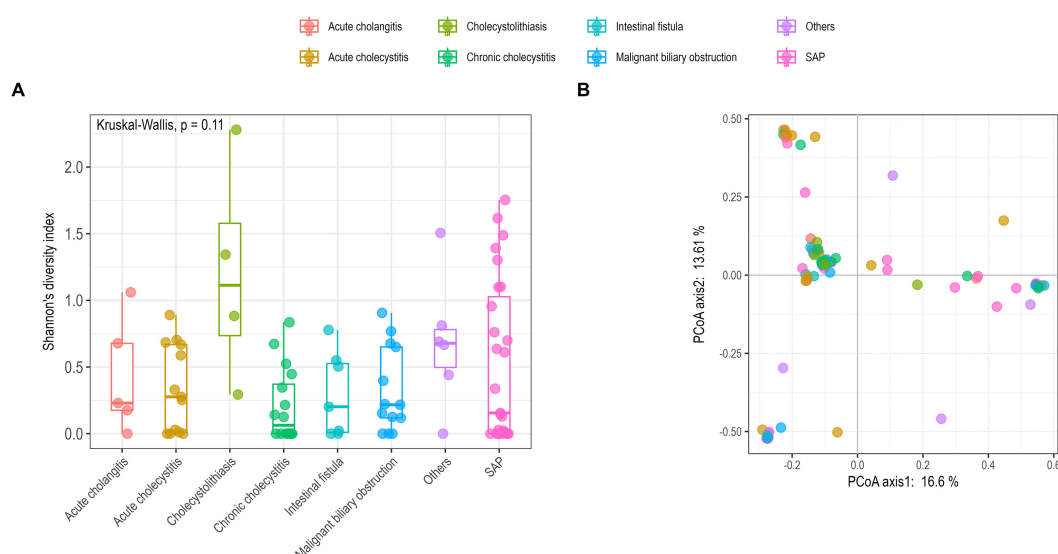 Acute cholangitis Cholecystolithiasis Intestinal fistula Others
Acute cholecystitis Chronic cholecystitis Malignant biliary obstruction SAP
A
Kruskal-Wallis, p = 0.11
Shannon's diversity index
2.0
1.5
1.0
0.5
0.0
Acute cholangitis
Acute cholecystitis
Cholecystolithiasis
Chronic cholecystitis
Intestinal fistula
Malignant biliary obstruction
Others
SAP
B
PCoA axis2: 13.61 %
0.50
0.25
0.00
-0.25
-0.50
-0.2 0.0 0.2 0.4 0.6
PCoA axis1: 16.6 %